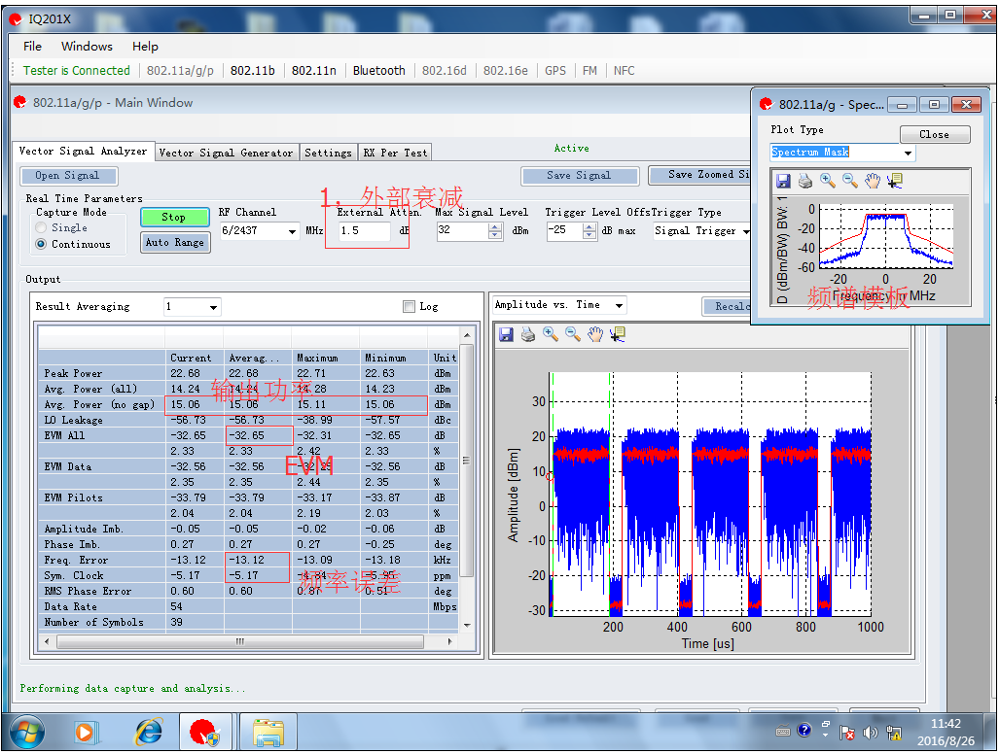 IQ201X
File Windows Help
Tester is Connected 802.11a/g/p 802.11b 802.11n Bluetooth 802.16d 802.16e GPS FM NFC
802.11a/g/p - Main Window
Vector Signal Analyzer Vector Signal Generator Settings RX Per Test
Active
Open Signal Save Signal Save Zoomed Si
Real Time Parameters
1. 外部衰减
Capture Mode
Single
Continuous
Stop
Auto Range
RF Channel
6/2437 MHz
External Atten.
1.5 dB
Max Signal Level
32 dBm
Trigger Level Offs
-25 dB max
Trigger Type
Signal Trigger
Output
Result Averaging 1 Log
Current Averag... Maximum Minimum Unit
Peak Power 22.68 22.68 22.71 22.63 dBm
Avg. Power (all) 14.24 14.24 14.28 14.23 dBm
输出功率
Avg. Power (no gap) 15.06 15.06 15.11 15.06 dBm
LO Leakage -56.73 -56.73 -38.99 -57.57 dBc
EVM All -32.65 -32.65 -32.31 -32.65 dB
2.33 2.33 2.42 2.33 %
EVM
EVM Data -32.56 -32.56 -32.56 dB
2.35 2.35 2.44 2.35 %
EVM Pilots -33.79 -33.79 -33.17 -33.87 dB
2.04 2.04 2.19 2.03 %
Amplitude Imb. -0.05 -0.05 -0.02 -0.06 dB
Phase Imb. 0.27 0.27 0.27 -0.25 deg
Freq. Error -13.12 -13.12 -13.09 -13.18 kHz
Sym. Clock -5.17 -5.17 ppm
频率误差
RMS Phase Error 0.60 0.60 deg
Data Rate 54 Mbps
Number of Symbols 39
Amplitude vs. Time Recalc
Amplitude [dBm]
30
20
10
0
-10
-20
-30
200 400 600 800 1000
Time [us]
802.11a/g - Spec...
Plot Type
Close
Spectrum Mask
D (dBm/BW) BW: 1
0
-20
-40
-60
-20 0 20
Frequency in MHz
频谱模板
Performing data capture and analysis...
11:42
2016/8/26